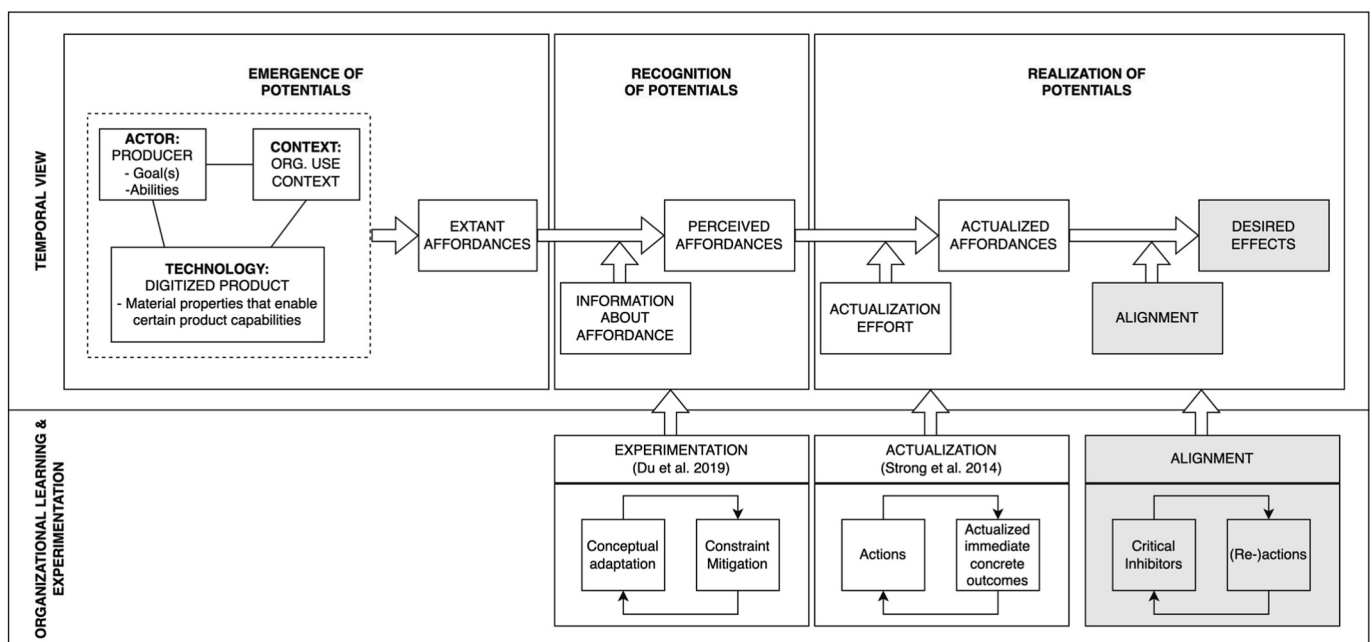 TEMPORAL VIEW
EMERGENCE OF
POTENTIALS
ACTOR:
PRODUCER
- Goal(s)
-Abilities
CONTEXT:
ORG. USE
CONTEXT
TECHNOLOGY:
DIGITIZED PRODUCT
- Material properties that enable
certain product capabilities
EXTANT
AFFORDANCES
RECOGNITION
OF POTENTIALS
PERCEIVED
AFFORDANCES
INFORMATION
ABOUT
AFFORDANCE
REALIZATION OF
POTENTIALS
ACTUALIZED
AFFORDANCES
DESIRED
EFFECTS
ACTUALIZATION
EFFORT
ALIGNMENT
ORGANIZATIONAL LEARNING &
EXPERIMENTATION
EXPERIMENTATION
(Du et al. 2019)
Conceptual
adaptation
Constraint
Mitigation
ACTUALIZATION
(Strong et al. 2014)
Actions
Actualized
immediate
concrete
outcomes
ALIGNMENT
Critical
Inhibitors
(Re-)actions